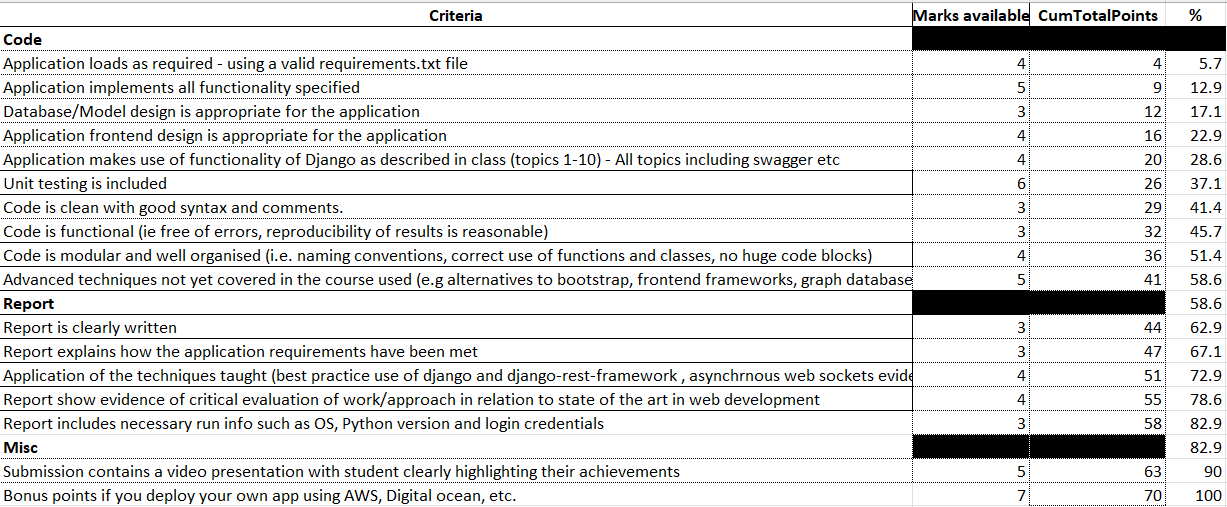 Criteria Marks available CumTotalPoints %
Code
Application loads as required - using a valid requirements.txt file 4 4 5.7
Application implements all functionality specified 5 9 12.9
Database/Model design is appropriate for the application 3 12 17.1
Application frontend design is appropriate for the application 4 16 22.9
Application makes use of functionality of Django as described in class (topics 1-10) - All topics including swagger etc 4 20 28.6
Unit testing is included 6 26 37.1
Code is clean with good syntax and comments. 3 29 41.4
Code is functional (ie free of errors, reproducibility of results is reasonable) 3 32 45.7
Code is modular and well organised (i.e. naming conventions, correct use of functions and classes, no huge code blocks) 4 36 51.4
Advanced techniques not yet covered in the course used (e.g alternatives to bootstrap, frontend frameworks, graph database 5 41 58.6
Report 58.6
Report is clearly written 3 44 62.9
Report explains how the application requirements have been met 3 47 67.1
Application of the techniques taught (best practice use of django and django-rest-framework , asynchrnous web sockets evide 4 51 72.9
Report show evidence of critical evaluation of work/approach in relation to state of the art in web development 4 55 78.6
Report includes necessary run info such as OS, Python version and login credentials 3 58 82.9
Misc 82.9
Submission contains a video presentation with student clearly highlighting their achievements 5 63 90
Bonus points if you deploy your own app using AWS, Digital ocean, etc. 7 70 100